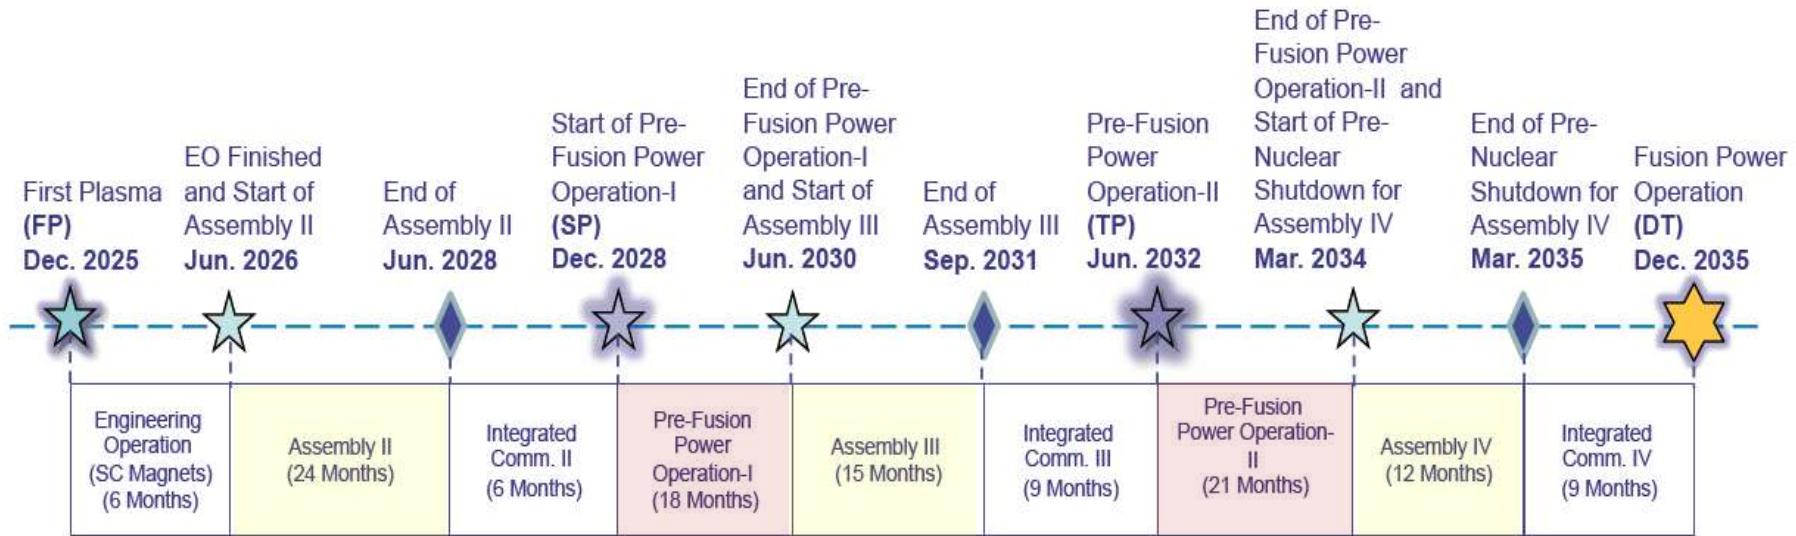 First Plasma
(FP)
Dec. 2025
EO Finished
and Start of
Assembly II
Jun. 2026
End of
Assembly II
Jun. 2028
Start of Pre-
Fusion Power
Operation-I
(SP)
Dec. 2028
End of Pre-
Fusion Power
Operation-I
and Start of
Assembly III
Jun. 2030
End of
Assembly III
Sep. 2031
Pre-Fusion
Power
Operation-II
(TP)
Jun. 2032
End of Pre-
Fusion Power
Operation-II and
Start of Pre-
Nuclear
Shutdown for
Assembly IV
Mar. 2034
End of Pre-
Nuclear
Shutdown for
Assembly IV
Mar. 2035
Fusion Power
Operation
(DT)
Dec. 2035
Engineering
Operation
(SC Magnets)
(6 Months)
Assembly II
(24 Months)
Integrated
Comm. II
(6 Months)
Pre-Fusion
Power
Operation-I
(18 Months)
Assembly III
(15 Months)
Integrated
Comm. III
(9 Months)
Pre-Fusion
Power Operation-
II
(21 Months)
Assembly IV
(12 Months)
Integrated
Comm. IV
(9 Months)